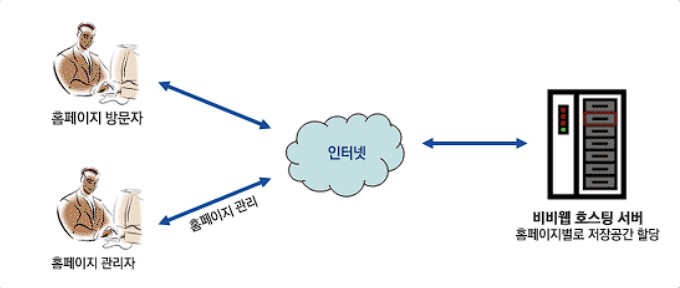 홈페이지 방문자
인터넷
홈페이지 관리
홈페이지 관리자
비비웹 호스팅 서버
홈페이지별로 저장공간 할당